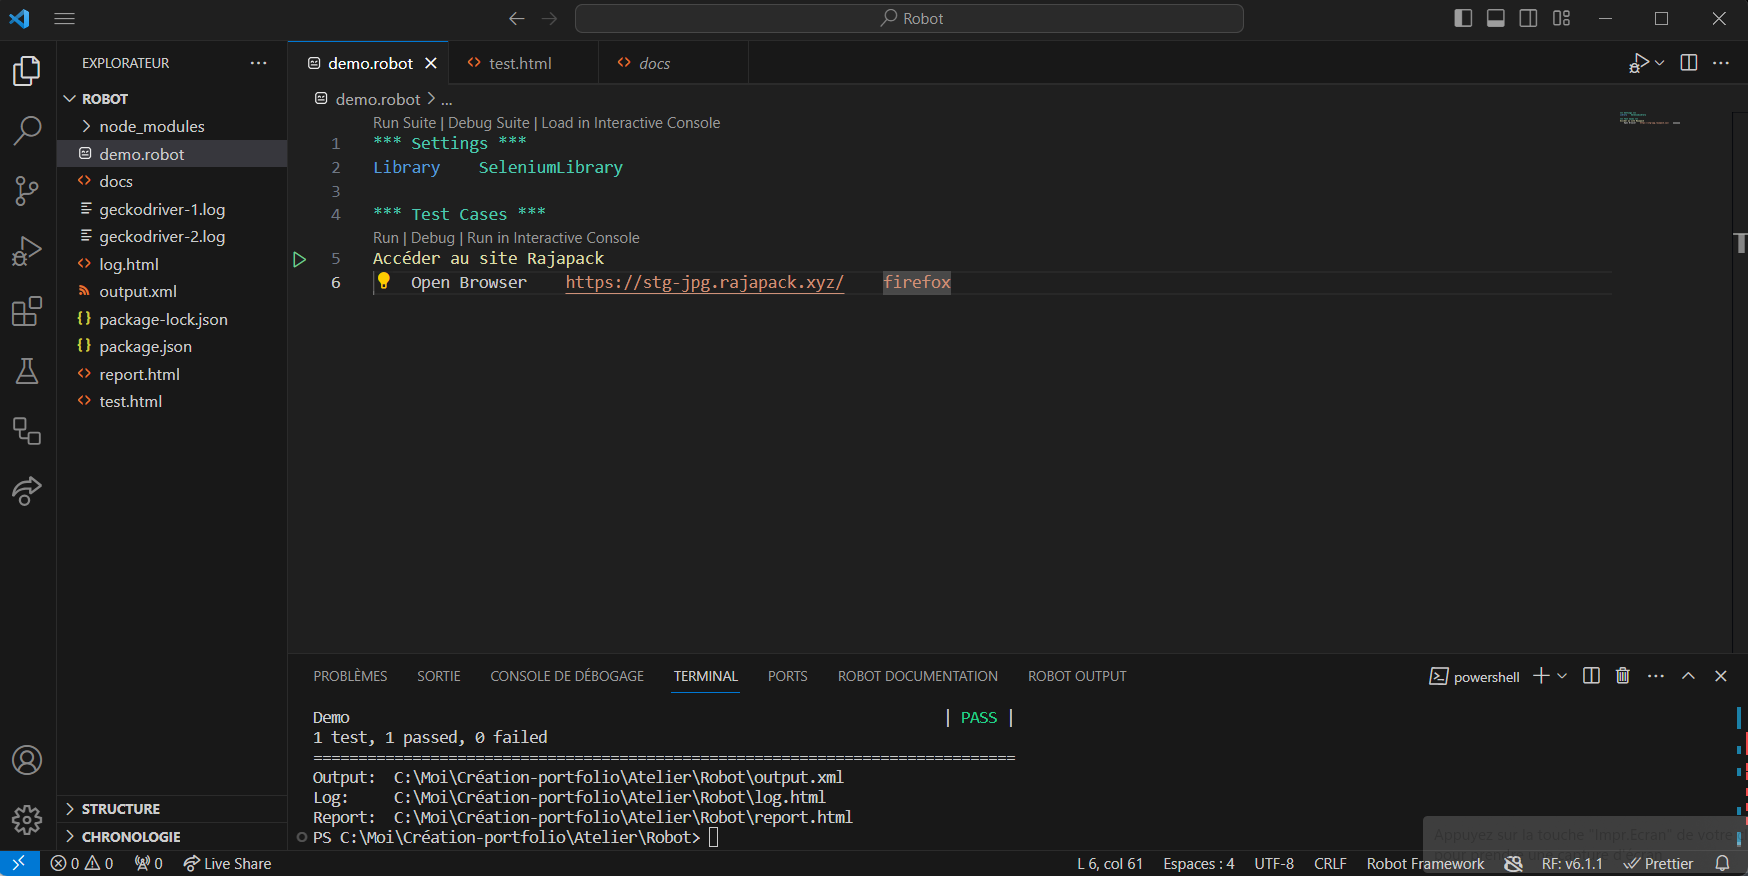 Robot
EXPLORATEUR
ROBOT
node_modules
demo.robot
docs
geckodriver-1.log
geckodriver-2.log
log.html
output.xml
package-lock.json
package.json
report.html
test.html
STRUCTURE
CHRONOLOGIE
demo.robot test.html docs
demo.robot > ...
Run Suite | Debug Suite | Load in Interactive Console
1 *** Settings ***
2 Library SeleniumLibrary
3
4 *** Test Cases ***
Run | Debug | Run in Interactive Console
5 Accéder au site Rajapack
6 Open Browser https://stg-jpg.rajapack.xyz/ firefox
PROBLÈMES SORTIE CONSOLE DE DÉBOGAGE TERMINAL PORTS ROBOT DOCUMENTATION ROBOT OUTPUT
powershell
Demo | PASS |
1 test, 1 passed, 0 failed
==============================================================================
Output: C:\Moi\Création-portfolio\Atelier\Robot\output.xml
Log: C:\Moi\Création-portfolio\Atelier\Robot\log.html
Report: C:\Moi\Création-portfolio\Atelier\Robot\report.html
PS C:\Moi\Création-portfolio\Atelier\Robot>
Appuyez sur la touche "Impr.Ecran" de votre
0 0 0 Live Share L 6, col 61 Espaces : 4 UTF-8 CRLF Robot Framework RF: v6.1.1 Prettier